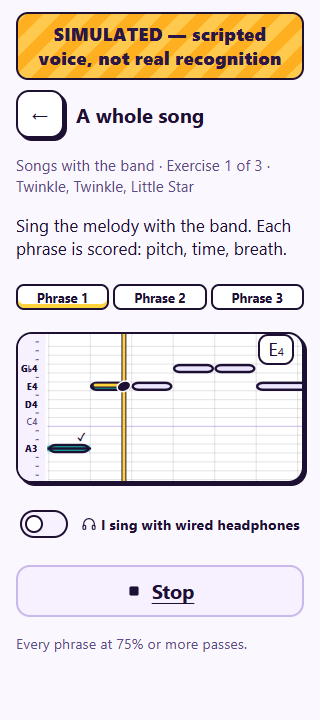 SIMULATED — scripted
voice, not real recognition
← A whole song
Songs with the band · Exercise 1 of 3 ·
Twinkle, Twinkle, Little Star
Sing the melody with the band. Each
phrase is scored: pitch, time, breath.
Phrase 1 Phrase 2 Phrase 3
E4
G♭4
E4
D4
C4
A3
✓
🎧 I sing with wired headphones
Stop
Every phrase at 75% or more passes.